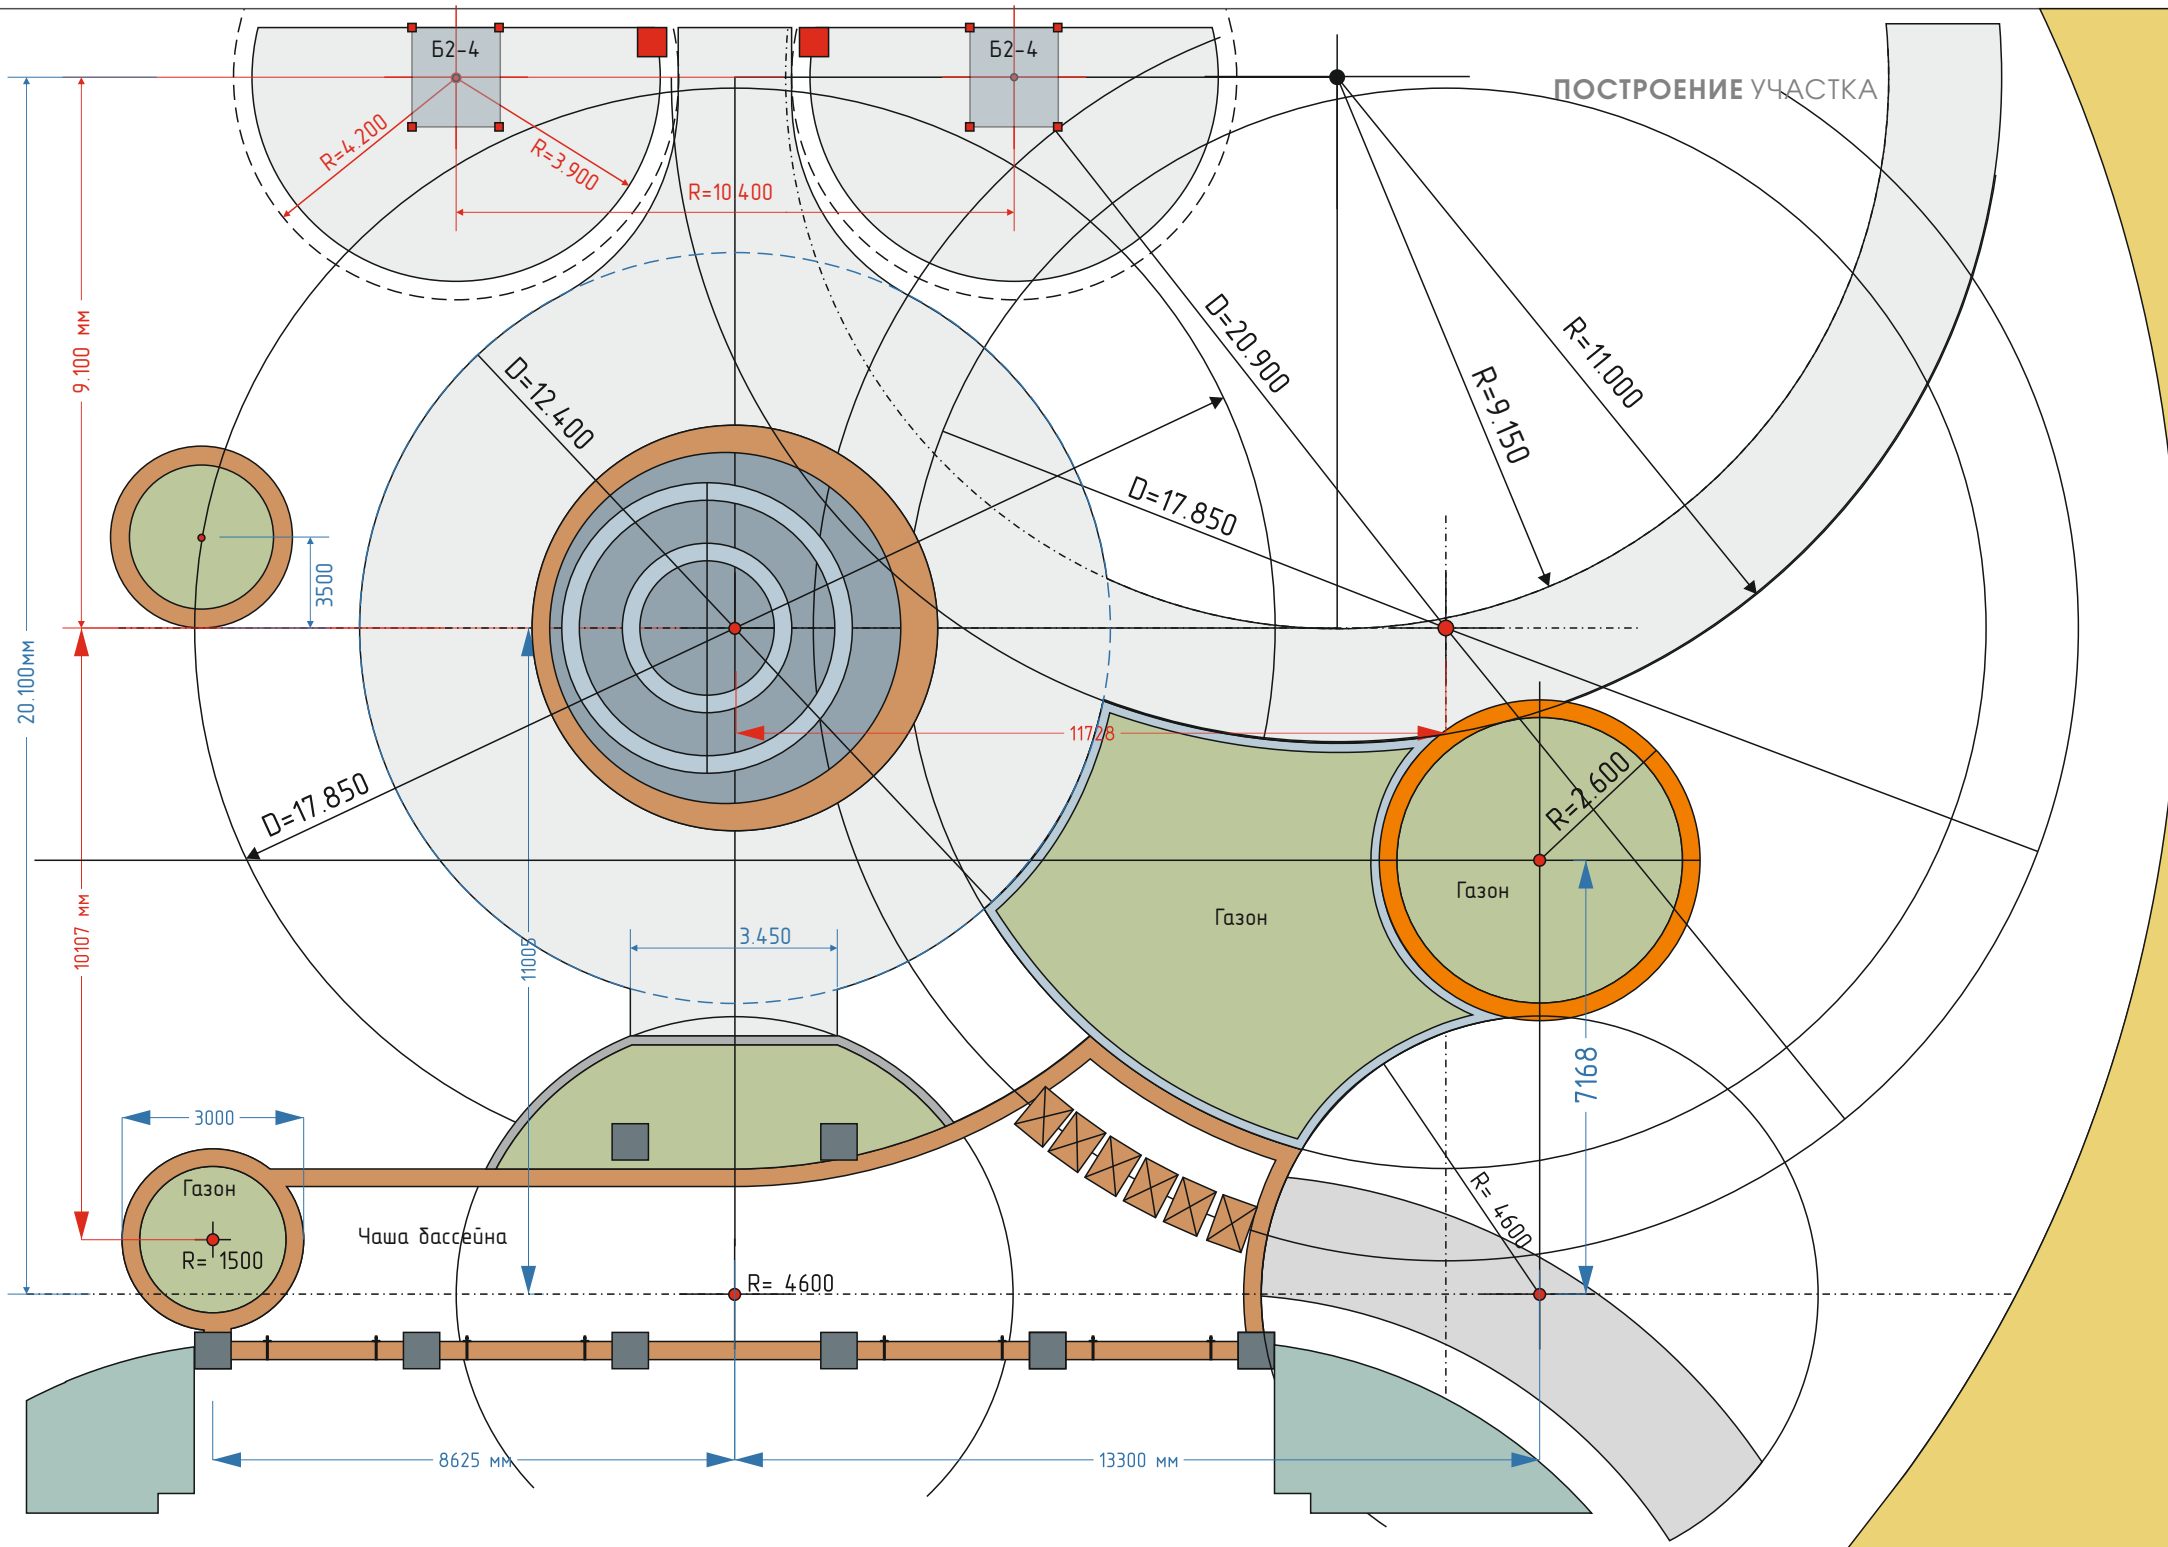 Б2-4
Б2-4
ПОСТРОЕНИЕ УЧАСТКА
R=4.200
R=3.900
R=10 400
9.100 мм
D=20.900
R=11.000
R=9.150
D=12.400
D=17.850
3500
20.100мм
11728
D=17.850
R=2.600
Газон
Газон
10107 мм
11005
3.450
7168
3000
Газон
R= 1500
Чаша бассейна
R= 4600
R= 4600
8625 мм
13300 мм